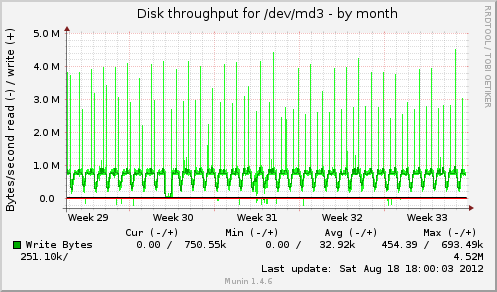 Disk throughput for /dev/md3 - by month
RRDTOOL / TOBI OETIKER
Bytes/second read (-) / write (+)
5.0 M
4.0 M
3.0 M
2.0 M
1.0 M
0.0
Week 29 Week 30 Week 31 Week 32 Week 33
Cur (-/+) Min (-/+) Avg (-/+) Max (-/+)
Write Bytes 0.00 / 750.55k 0.00 / 32.92k 454.39 / 693.49k
251.10k/ 4.52M
Last update: Sat Aug 18 18:00:03 2012
Munin 1.4.6